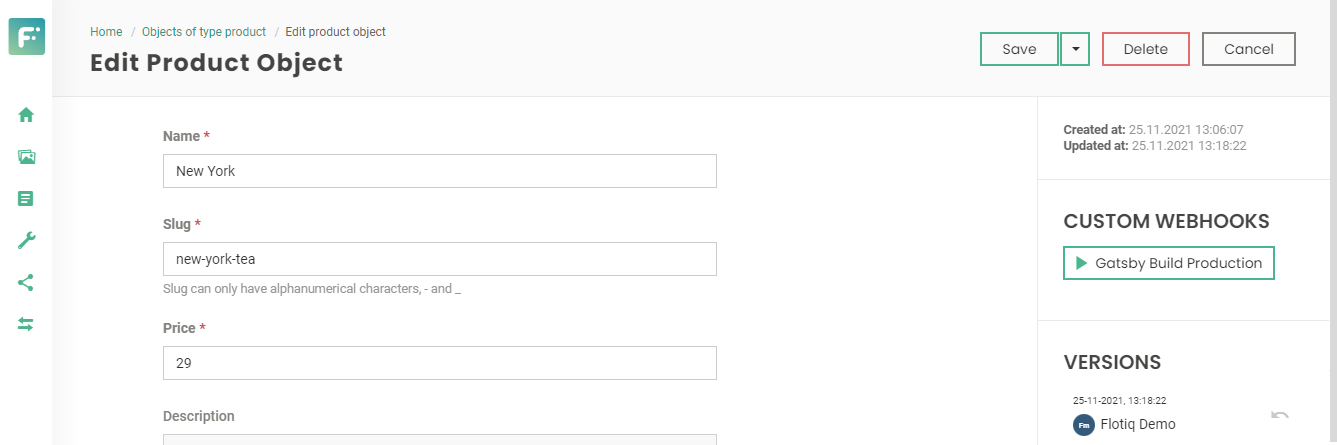 Home / Objects of type product / Edit product object
Edit Product Object
Save
Delete
Cancel
Name *
New York
Slug *
new-york-tea
Slug can only have alphanumerical characters, - and _
Price *
29
Description
Created at: 25.11.2021 13:06:07
Updated at: 25.11.2021 13:18:22
CUSTOM WEBHOOKS
Gatsby Build Production
VERSIONS
25-11-2021, 13:18:22
Fm Flotiq Demo